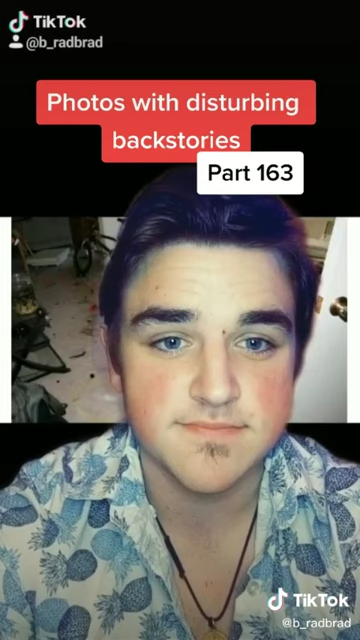 TikTok
@b_radbrad
Photos with disturbing
backstories
Part 163
TikTok
@b_radbrad